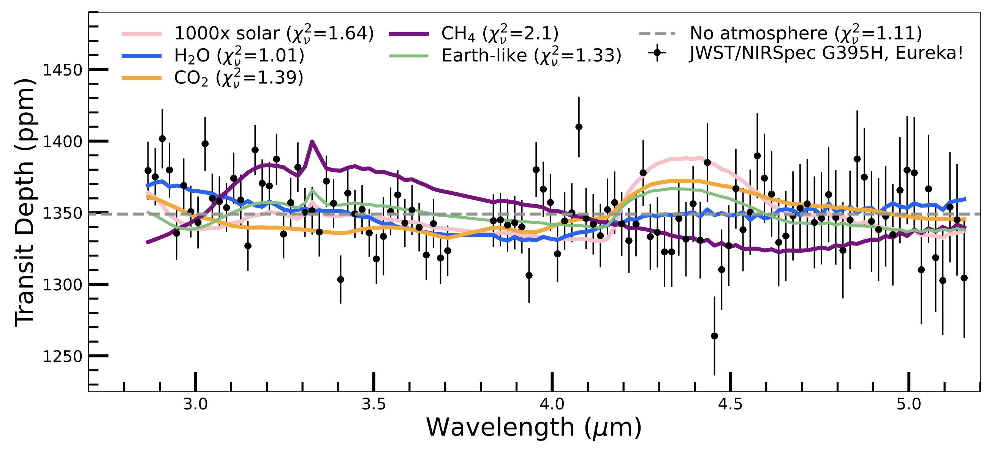 1000x solar (χ²ᵥ=1.64)
H₂O (χ²ᵥ=1.01)
CO₂ (χ²ᵥ=1.39)
CH₄ (χ²ᵥ=2.1)
Earth-like (χ²ᵥ=1.33)
No atmosphere (χ²ᵥ=1.11)
JWST/NIRSpec G395H, Eureka!
Transit Depth (ppm)
1450
1400
1350
1300
1250
3.0 3.5 4.0 4.5 5.0
Wavelength (μm)